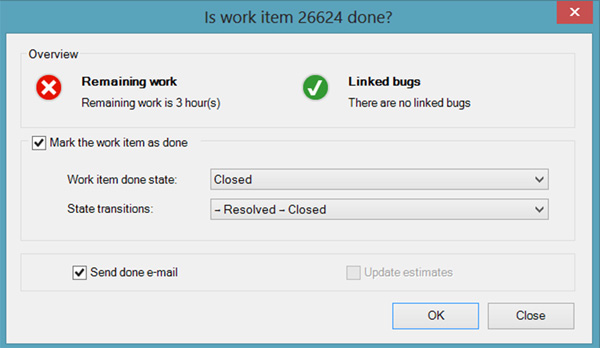 Is work item 26624 done?
Overview
Remaining work
Remaining work is 3 hour(s)
Linked bugs
There are no linked bugs
Mark the work item as done
Work item done state: Closed
State transitions: → Resolved → Closed
Send done e-mail
Update estimates
OK
Close